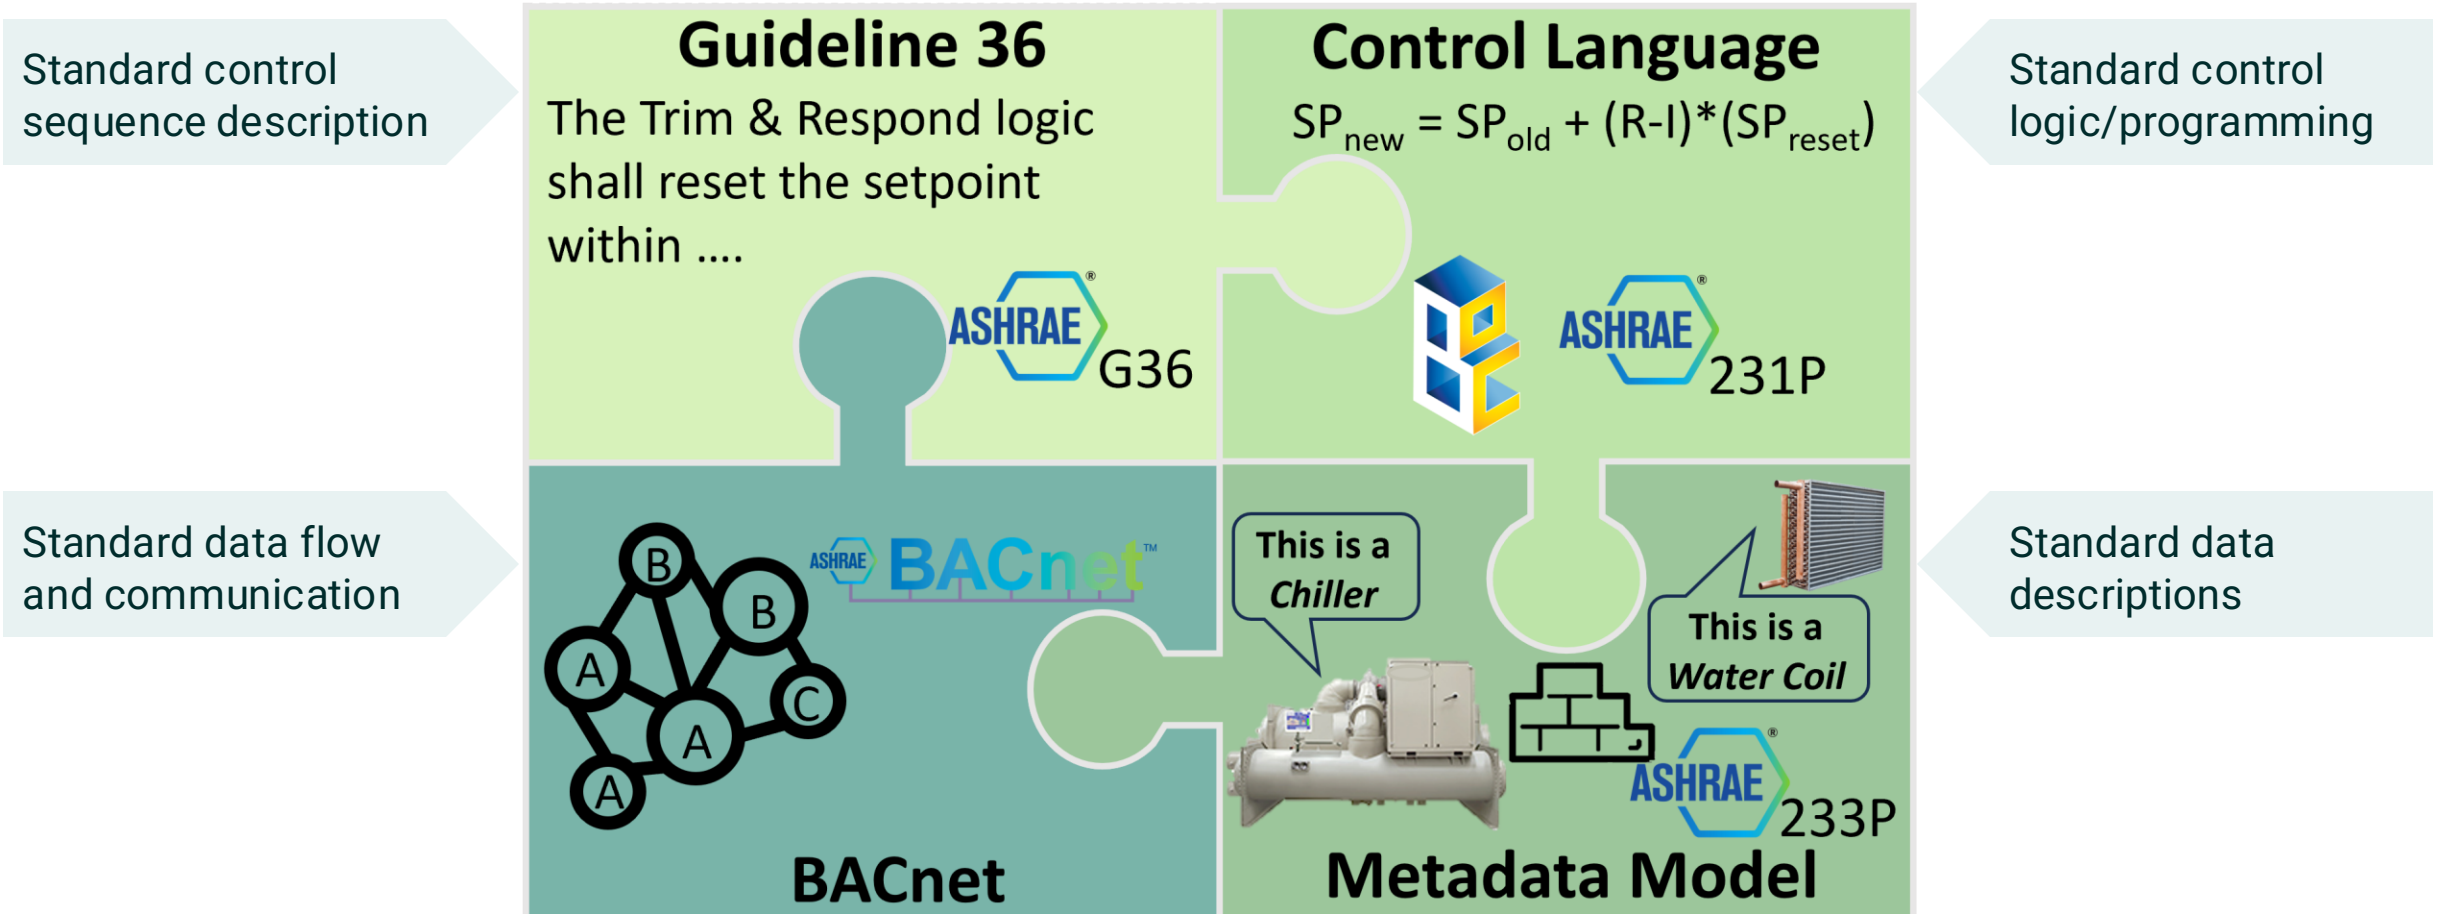 Standard control
sequence description
Guideline 36
The Trim & Respond logic
shall reset the setpoint
within ....
ASHRAE®
G36
Control Language
SPnew = SPold + (R-I)*(SPreset)
ASHRAE®
231P
Standard control
logic/programming
Standard data flow
and communication
B
B
A
C
A
A
ASHRAE BACnet™
BACnet
This is a
Chiller
This is a
Water Coil
ASHRAE®
233P
Metadata Model
Standard data
descriptions